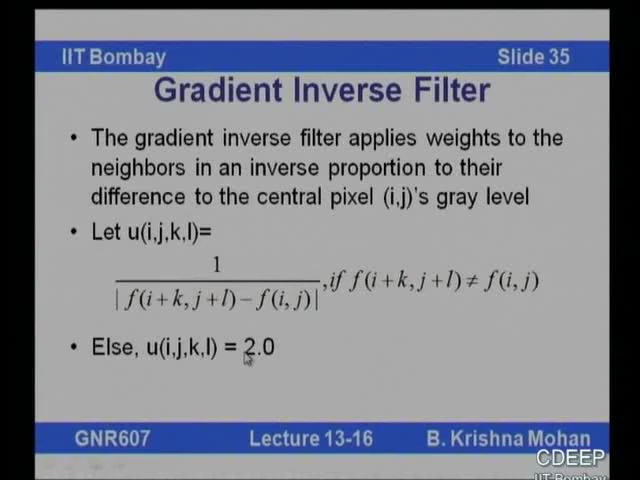 IIT Bombay
Slide 35
Gradient Inverse Filter
• The gradient inverse filter applies weights to the
neighbors in an inverse proportion to their
difference to the central pixel (i,j)'s gray level
• Let u(i,j,k,l)=
1
| f(i+k, j+l) – f(i, j) | ,if f(i+k, j+l) ≠ f(i, j)
• Else, u(i,j,k,l) = 2.0
GNR607
Lecture 13-16
B. Krishna Mohan
CDEEP
IIT Bombay